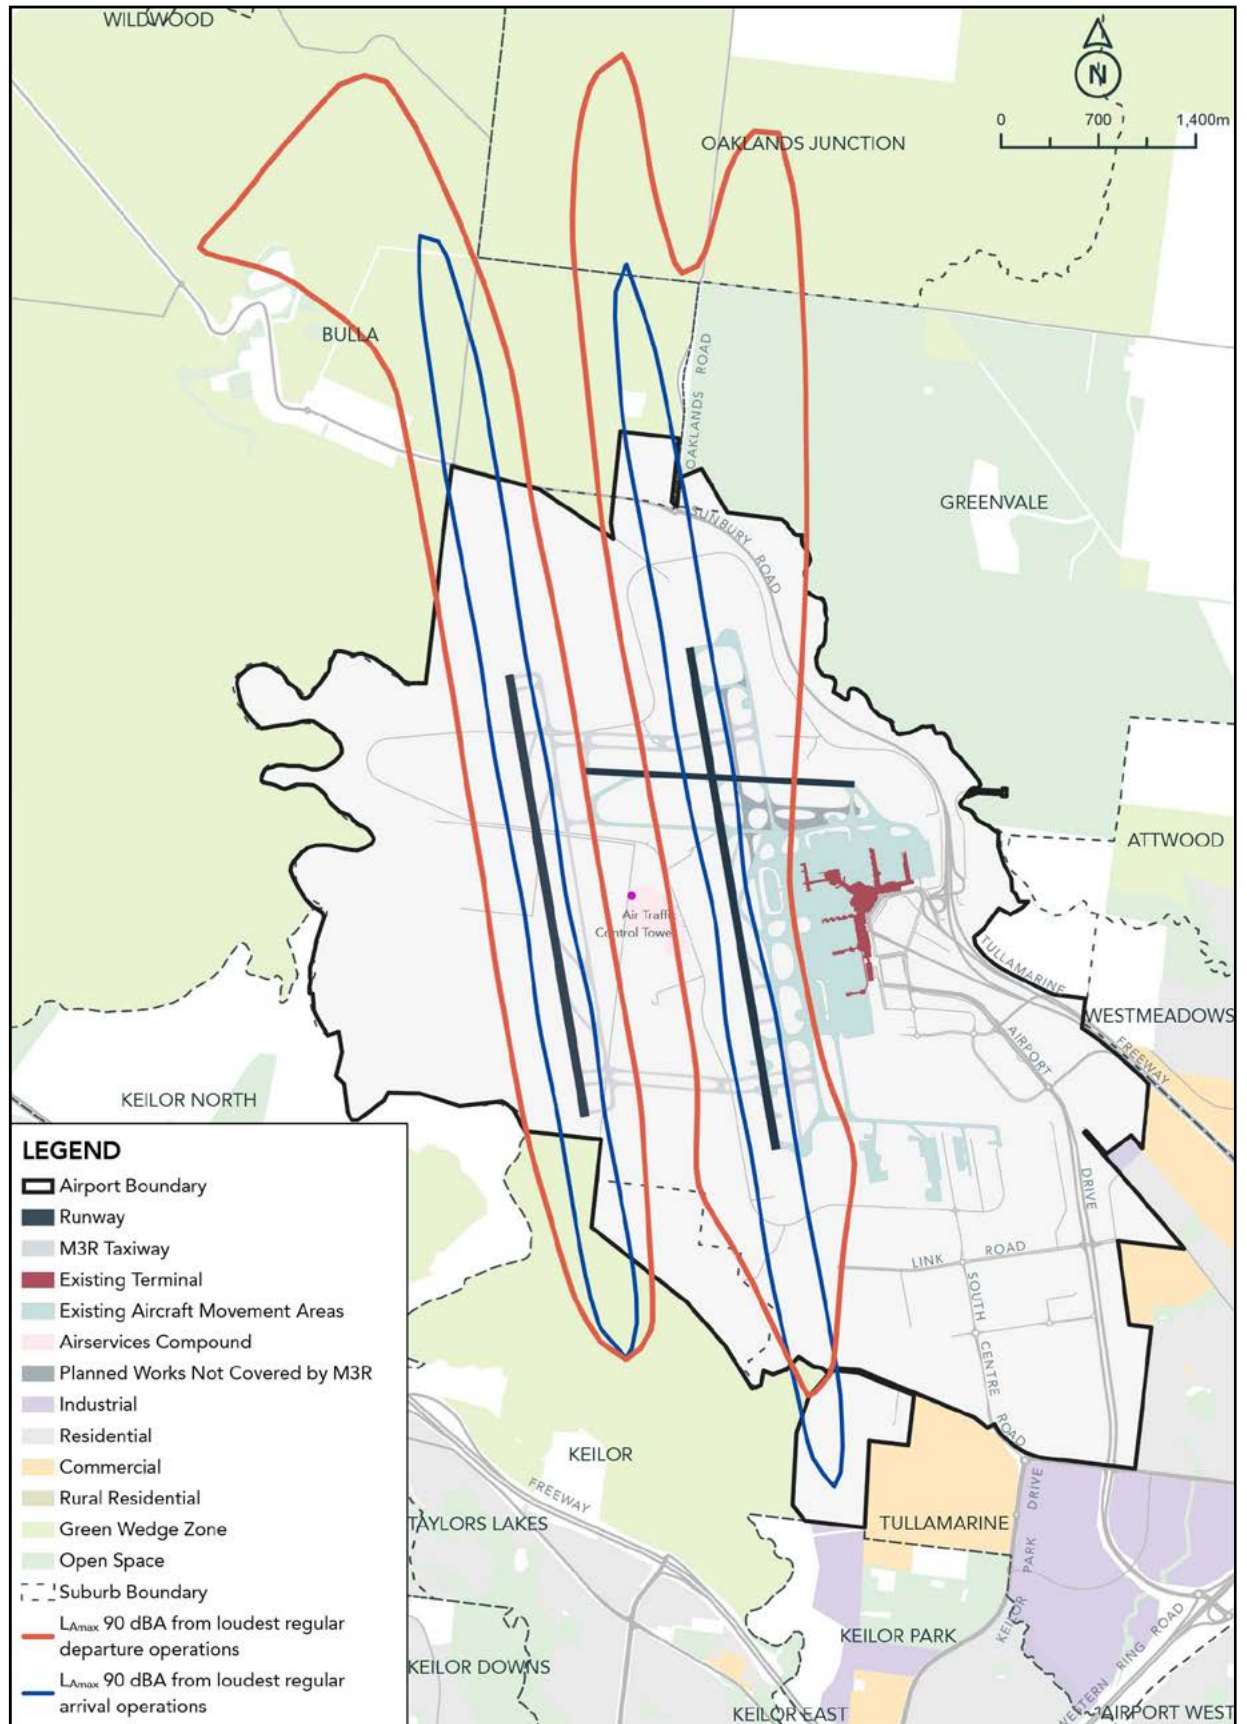 WILDWOOD
N
0 700 1,400m
OAKLANDS JUNCTION
BULLA
OAKLANDS ROAD
GREENVALE
SUNBURY ROAD
ATTWOOD
Air Traffic
Control Tower
TULLAMARINE
FREEWAY
WESTMEADOWS
AIRPORT
DRIVE
KEILOR NORTH
LINK ROAD
SOUTH CENTRE ROAD
LEGEND
Airport Boundary
Runway
M3R Taxiway
Existing Terminal
Existing Aircraft Movement Areas
Airservices Compound
Planned Works Not Covered by M3R
Industrial
Residential
Commercial
Rural Residential
Green Wedge Zone
Open Space
Suburb Boundary
LAmax 90 dBA from loudest regular
departure operations
LAmax 90 dBA from loudest regular
arrival operations
KEILOR
FREEWAY
TAYLORS LAKES
TULLAMARINE
KEILOR PARK DRIVE
KEILOR PARK
KEILOR DOWNS
WESTERN RING ROAD
KEILOR EAST
AIRPORT WEST